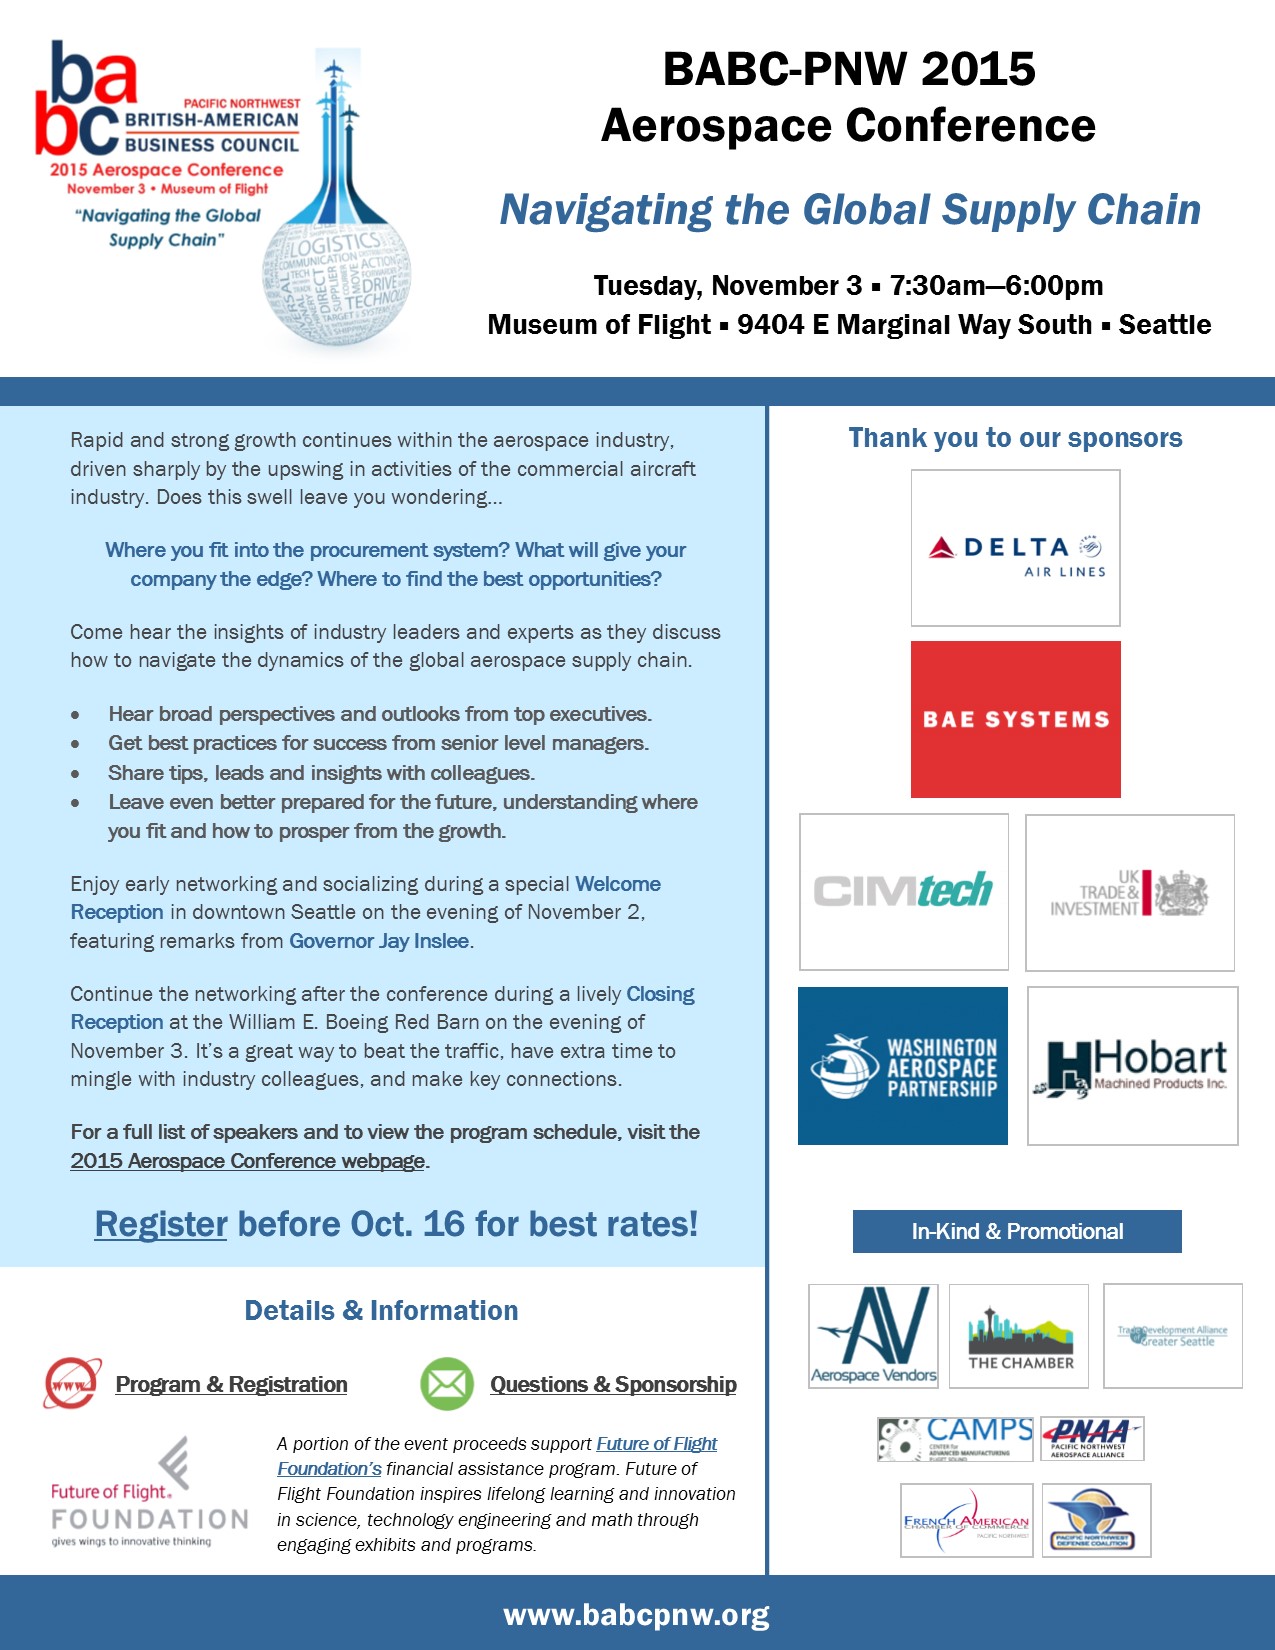 ba
bc
PACIFIC NORTHWEST
BRITISH-AMERICAN
BUSINESS COUNCIL
2015 Aerospace Conference
November 3 • Museum of Flight
“Navigating the Global
Supply Chain”
LOGISTICS
COMMUNICATION
TECH
DIRECT
SUPPLIER
MOVE
ACTION
DRIVE
TECHNOLO
TARGET
SYSTEMS
SHIPPING
BABC-PNW 2015
Aerospace Conference
Navigating the Global Supply Chain
Tuesday, November 3 ▪ 7:30am—6:00pm
Museum of Flight ▪ 9404 E Marginal Way South ▪ Seattle
Rapid and strong growth continues within the aerospace industry,
driven sharply by the upswing in activities of the commercial aircraft
industry. Does this swell leave you wondering...
Where you fit into the procurement system? What will give your
company the edge? Where to find the best opportunities?
Come hear the insights of industry leaders and experts as they discuss
how to navigate the dynamics of the global aerospace supply chain.
• Hear broad perspectives and outlooks from top executives.
• Get best practices for success from senior level managers.
• Share tips, leads and insights with colleagues.
• Leave even better prepared for the future, understanding where
you fit and how to prosper from the growth.
Enjoy early networking and socializing during a special Welcome
Reception in downtown Seattle on the evening of November 2,
featuring remarks from Governor Jay Inslee.
Continue the networking after the conference during a lively Closing
Reception at the William E. Boeing Red Barn on the evening of
November 3. It’s a great way to beat the traffic, have extra time to
mingle with industry colleagues, and make key connections.
For a full list of speakers and to view the program schedule, visit the
2015 Aerospace Conference webpage.
Register before Oct. 16 for best rates!
Details & Information
www
Program & Registration
Questions & Sponsorship
Future of Flight
FOUNDATION
gives wings to innovative thinking
A portion of the event proceeds support Future of Flight
Foundation’s financial assistance program. Future of
Flight Foundation inspires lifelong learning and innovation
in science, technology engineering and math through
engaging exhibits and programs.
Thank you to our sponsors
DELTA
AIR LINES
BAE SYSTEMS
CIMtech
UK
TRADE &
INVESTMENT
WASHINGTON
AEROSPACE
PARTNERSHIP
Hobart
Machined Products Inc.
In-Kind & Promotional
AV
Aerospace Vendors
THE CHAMBER
Trade Development Alliance
of Greater Seattle
CAMPS
CENTER for
ADVANCED MANUFACTURING
PUGET SOUND
PNAA
PACIFIC NORTHWEST
AEROSPACE ALLIANCE
FRENCH AMERICAN
CHAMBER OF COMMERCE
PACIFIC NORTHWEST
PACIFIC NORTHWEST
DEFENSE COALITION
www.babcpnw.org